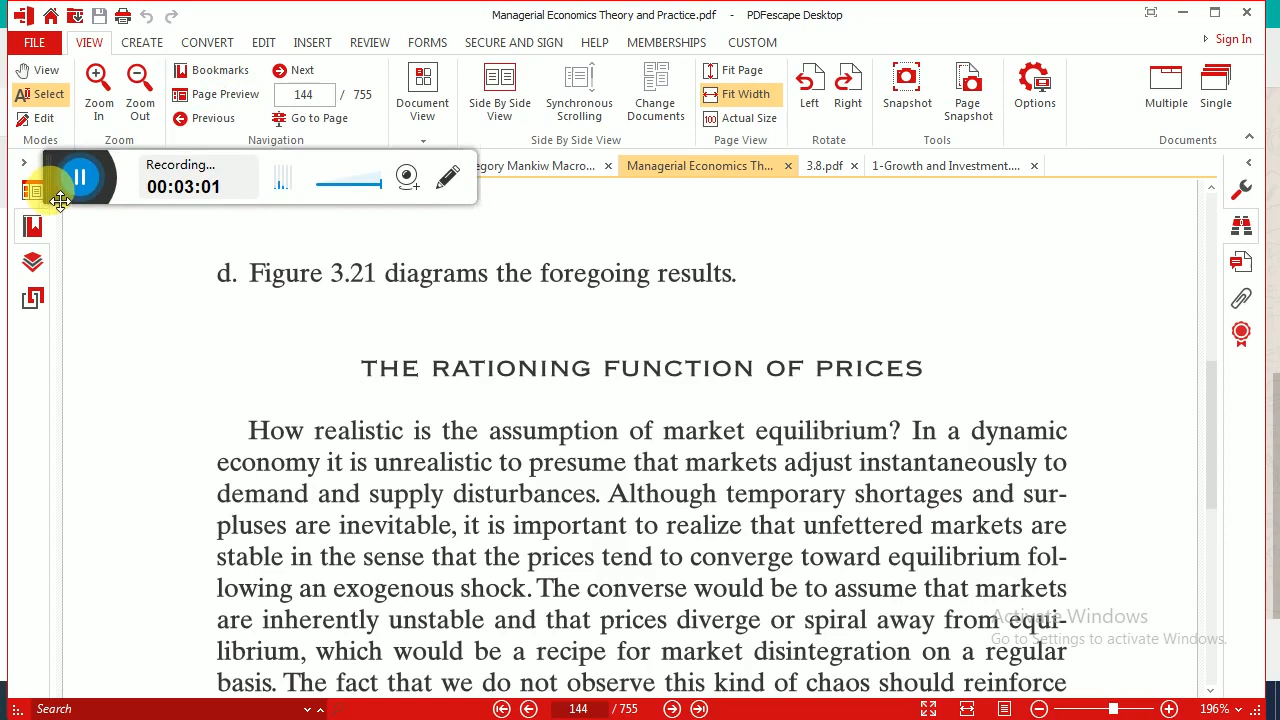 Managerial Economics Theory and Practice.pdf - PDFescape Desktop
FILE VIEW CREATE CONVERT EDIT INSERT REVIEW FORMS SECURE AND SIGN HELP MEMBERSHIPS CUSTOM Sign In
View
Select
Edit
Modes
Zoom In
Zoom Out
Zoom
Bookmarks
Page Preview
Previous
Next
144 / 755
Go to Page
Navigation
Document View
Side By Side View
Synchronous Scrolling
Change Documents
Side By Side View
Fit Page
Fit Width
100 Actual Size
Page View
Left
Right
Rotate
Snapshot
Page Snapshot
Tools
Options
Multiple
Single
Documents
Recording...
00:03:01
egory Mankiw Macro... Managerial Economics Th... 3.8.pdf 1-Growth and Investment....
d. Figure 3.21 diagrams the foregoing results.
THE RATIONING FUNCTION OF PRICES
How realistic is the assumption of market equilibrium? In a dynamic
economy it is unrealistic to presume that markets adjust instantaneously to
demand and supply disturbances. Although temporary shortages and sur-
pluses are inevitable, it is important to realize that unfettered markets are
stable in the sense that the prices tend to converge toward equilibrium fol-
lowing an exogenous shock. The converse would be to assume that markets
are inherently unstable and that prices diverge or spiral away from equi-
librium, which would be a recipe for market disintegration on a regular
basis. The fact that we do not observe this kind of chaos should reinforce
Activate Windows
Go to Settings to activate Windows.
Search 144 / 755 196%